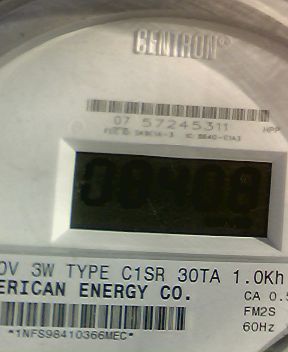 CENTRON®
07 57245311
0V 3W TYPE C1SR 30TA 1.0Kh
ERICAN ENERGY CO.
CA 0.5
FM2S
*1NFS98410366MEC*
60Hz